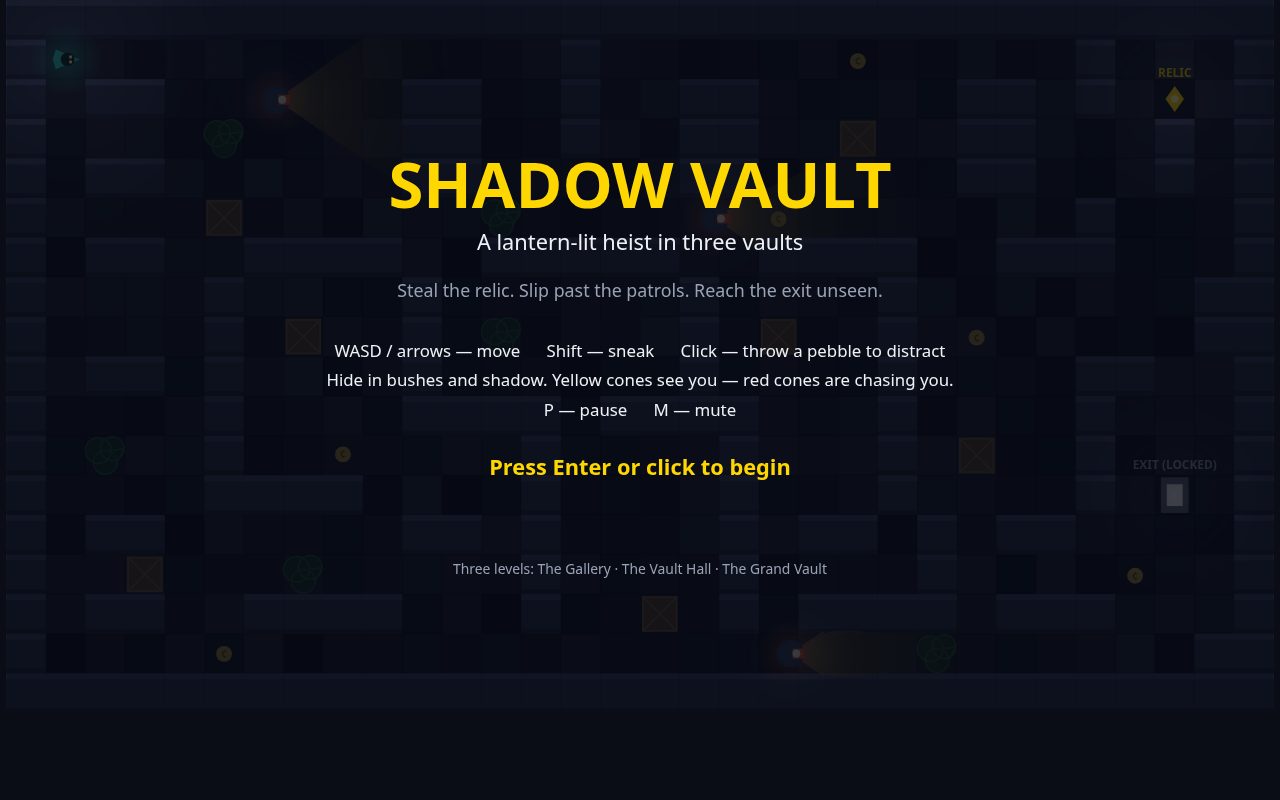 RELIC
SHADOW VAULT
A lantern-lit heist in three vaults
Steal the relic. Slip past the patrols. Reach the exit unseen.
WASD / arrows — move Shift — sneak Click — throw a pebble to distract
Hide in bushes and shadow. Yellow cones see you — red cones are chasing you.
P — pause M — mute
EXIT (LOCKED)
Press Enter or click to begin
Three levels: The Gallery · The Vault Hall · The Grand Vault